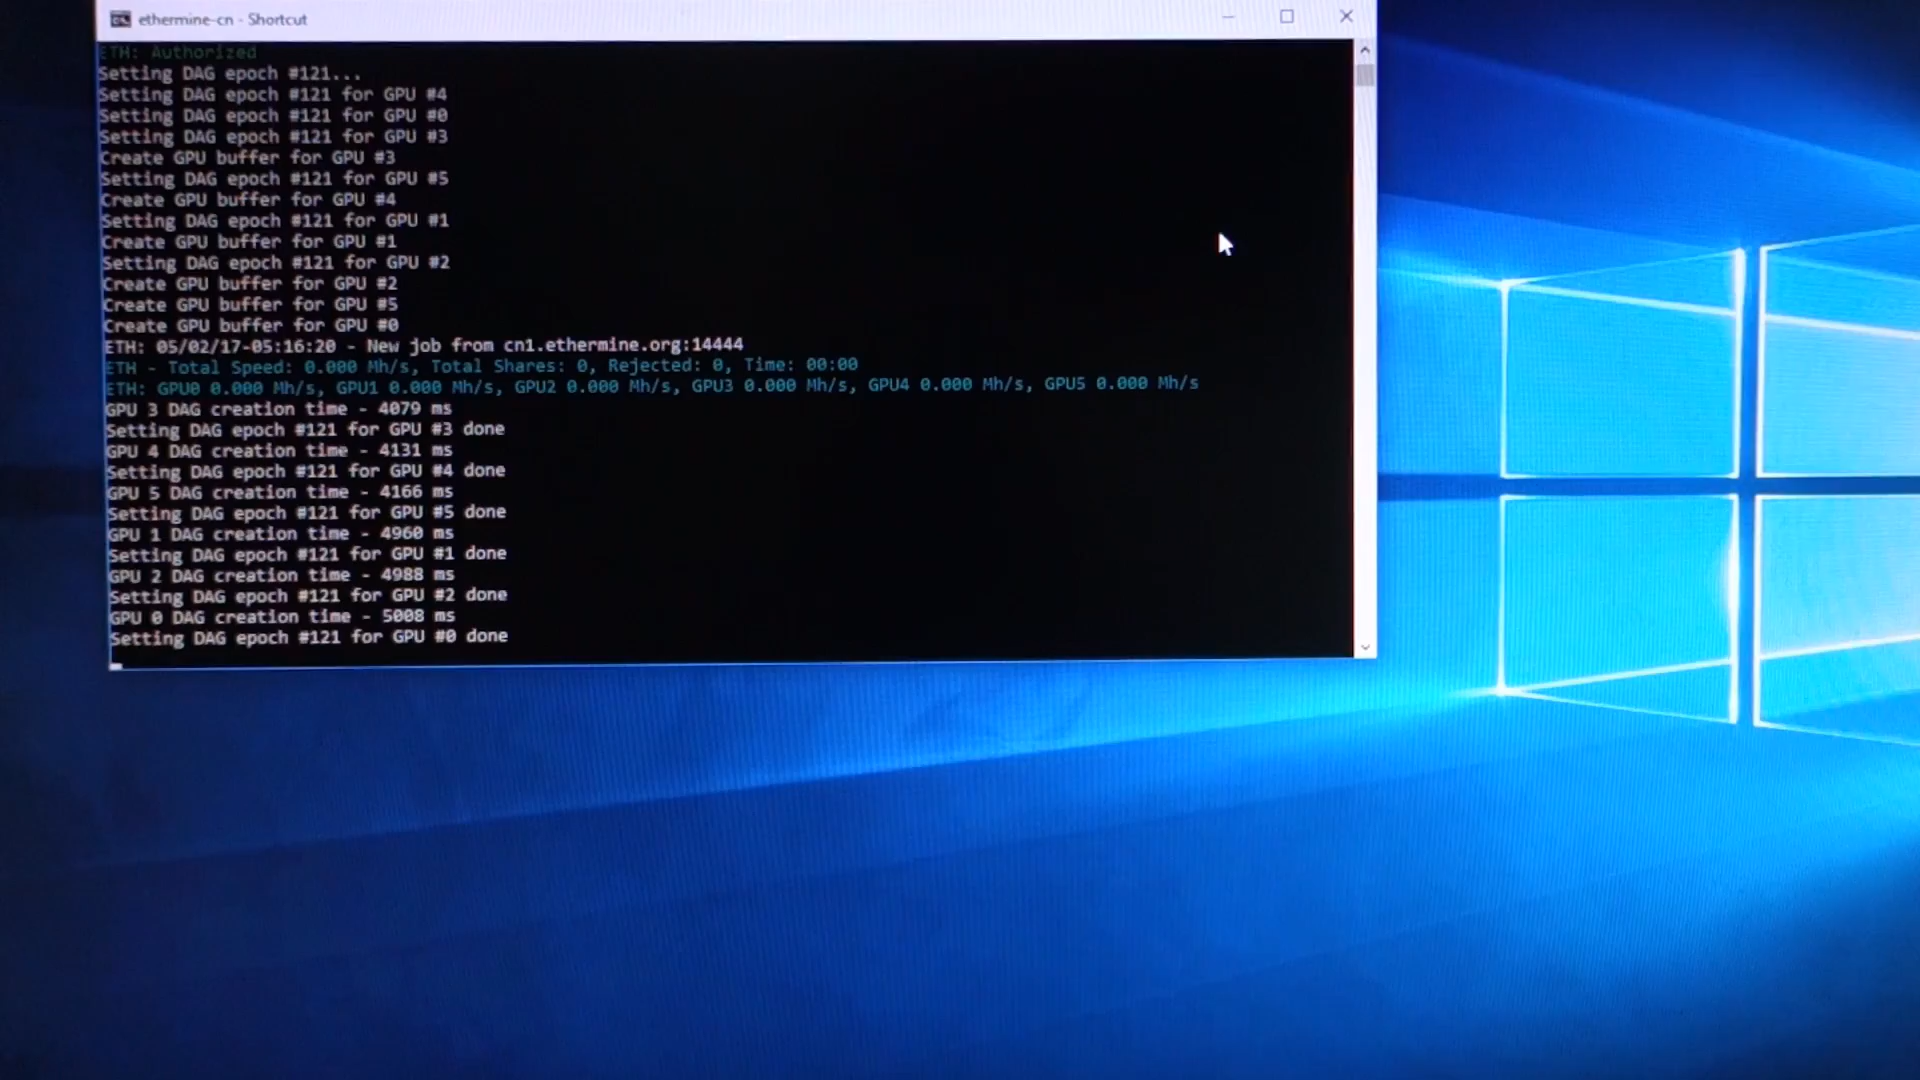 ethermine-cn - Shortcut
ETH: Authorized
Setting DAG epoch #121...
Setting DAG epoch #121 for GPU #4
Setting DAG epoch #121 for GPU #0
Setting DAG epoch #121 for GPU #3
Create GPU buffer for GPU #3
Setting DAG epoch #121 for GPU #5
Create GPU buffer for GPU #4
Setting DAG epoch #121 for GPU #1
Create GPU buffer for GPU #1
Setting DAG epoch #121 for GPU #2
Create GPU buffer for GPU #2
Create GPU buffer for GPU #5
Create GPU buffer for GPU #0
ETH: 05/02/17-05:16:20 - New job from cn1.ethermine.org:14444
ETH - Total Speed: 0.000 Mh/s, Total Shares: 0, Rejected: 0, Time: 00:00
ETH: GPU0 0.000 Mh/s, GPU1 0.000 Mh/s, GPU2 0.000 Mh/s, GPU3 0.000 Mh/s, GPU4 0.000 Mh/s, GPU5 0.000 Mh/s
GPU 3 DAG creation time - 4079 ms
Setting DAG epoch #121 for GPU #3 done
GPU 4 DAG creation time - 4131 ms
Setting DAG epoch #121 for GPU #4 done
GPU 5 DAG creation time - 4166 ms
Setting DAG epoch #121 for GPU #5 done
GPU 1 DAG creation time - 4960 ms
Setting DAG epoch #121 for GPU #1 done
GPU 2 DAG creation time - 4988 ms
Setting DAG epoch #121 for GPU #2 done
GPU 0 DAG creation time - 5008 ms
Setting DAG epoch #121 for GPU #0 done